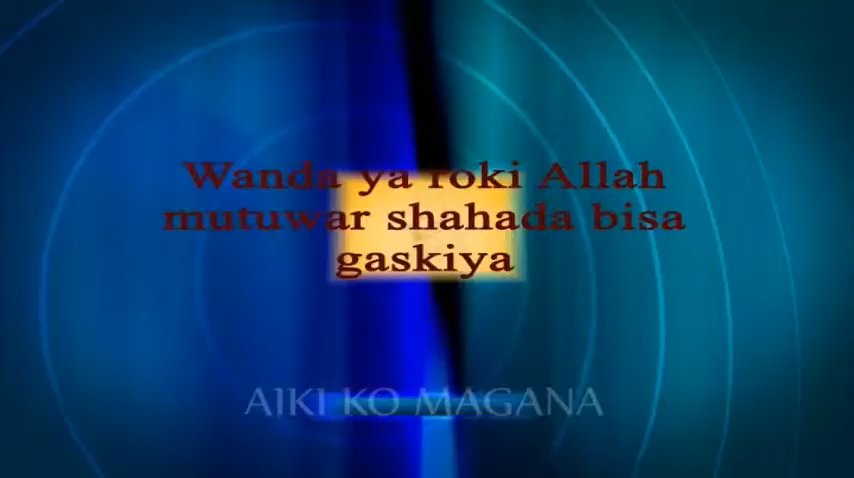 Wanda ya roki Allah
mutuwar shahada bisa
gaskiya
AIKI KO MAGANA